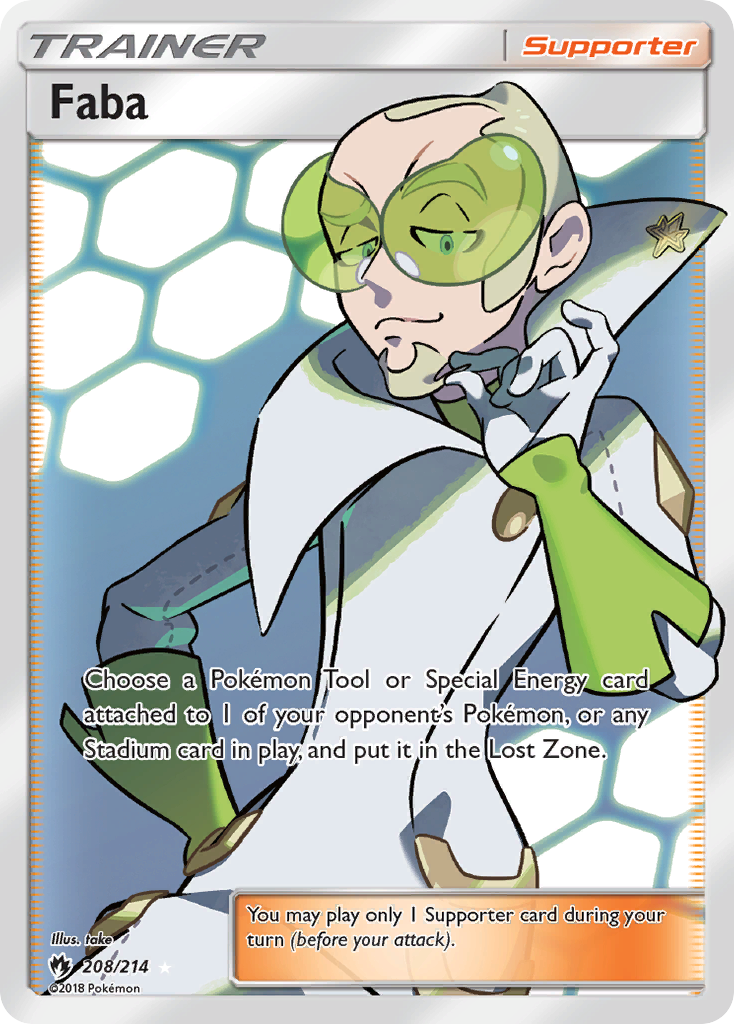 TRAINER
Supporter
Faba
Choose a Pokémon Tool or Special Energy card
attached to 1 of your opponent's Pokémon, or any
Stadium card in play, and put it in the Lost Zone.
You may play only 1 Supporter card during your
turn (before your attack).
Illus. take
208/214
©2018 Pokémon